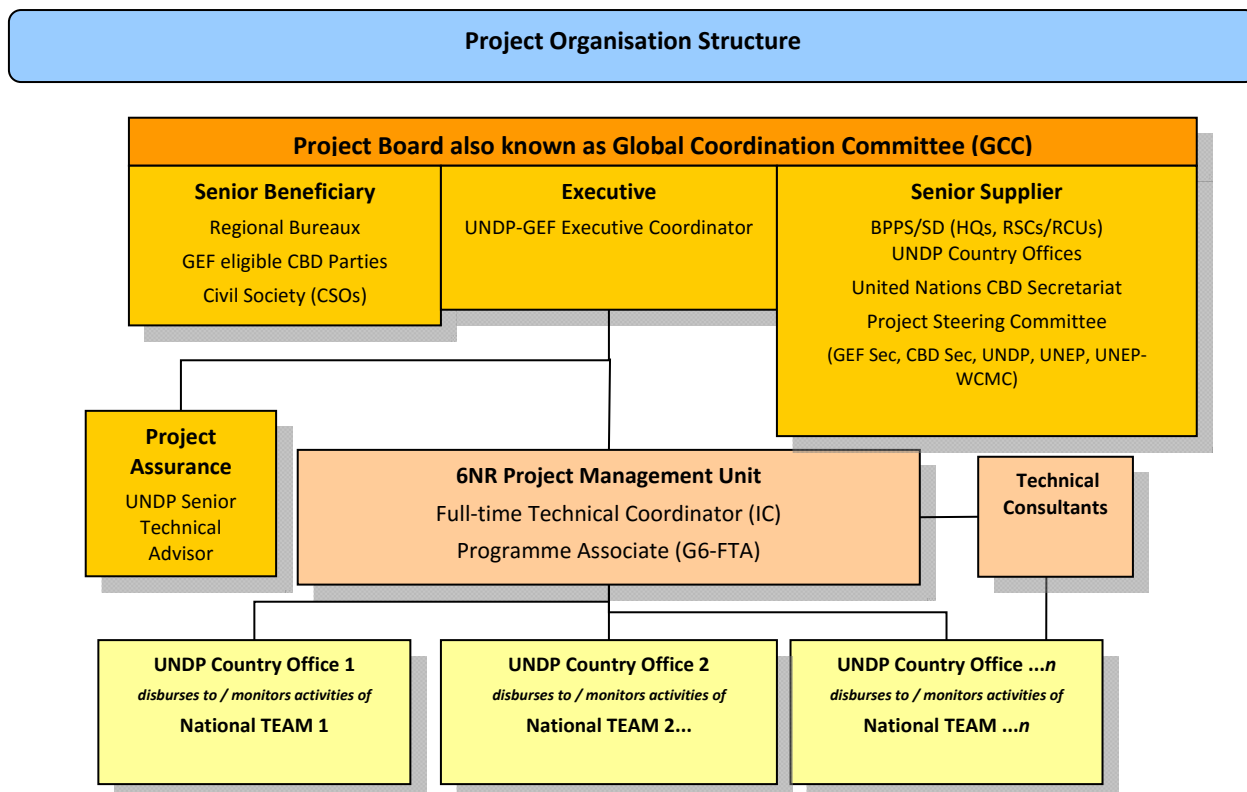 Project Organisation Structure
Project Board also known as Global Coordination Committee (GCC)
Senior Beneficiary
Regional Bureaux
GEF eligible CBD Parties
Civil Society (CSOs)
Executive
UNDP-GEF Executive Coordinator
Senior Supplier
BPPS/SD (HQs, RSCs/RCUs)
UNDP Country Offices
United Nations CBD Secretariat
Project Steering Committee
(GEF Sec, CBD Sec, UNDP, UNEP, UNEP-
WCMC)
Project
Assurance
UNDP Senior
Technical
Advisor
6NR Project Management Unit
Full-time Technical Coordinator (IC)
Programme Associate (G6-FTA)
Technical
Consultants
UNDP Country Office 1
disburses to / monitors activities of
National TEAM 1
UNDP Country Office 2
disburses to / monitors activities of
National TEAM 2...
UNDP Country Office ...n
disburses to / monitors activities of
National TEAM ...n